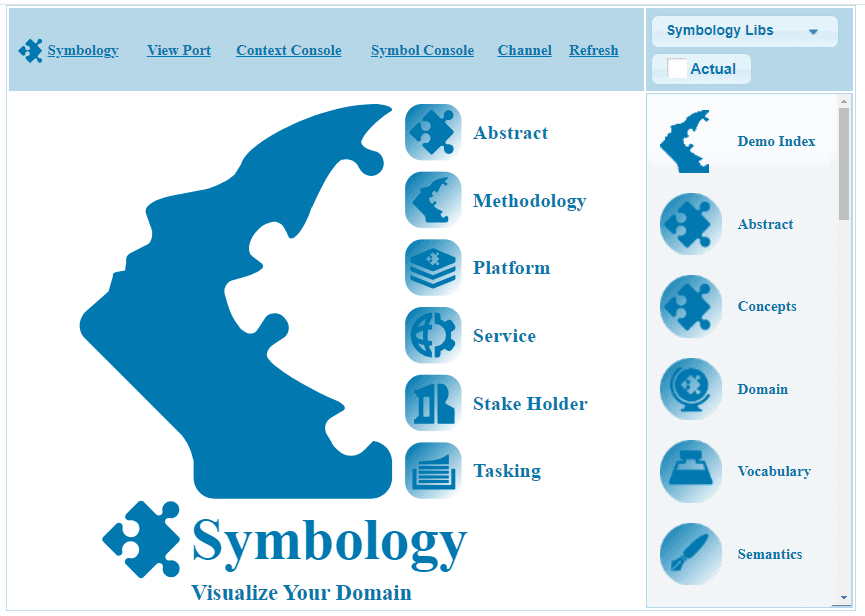 Symbology View Port Context Console Symbol Console Channel Refresh
Symbology Libs
Actual
Abstract
Methodology
Platform
Service
Stake Holder
Tasking
Symbology
Visualize Your Domain
Demo Index
Abstract
Concepts
Domain
Vocabulary
Semantics